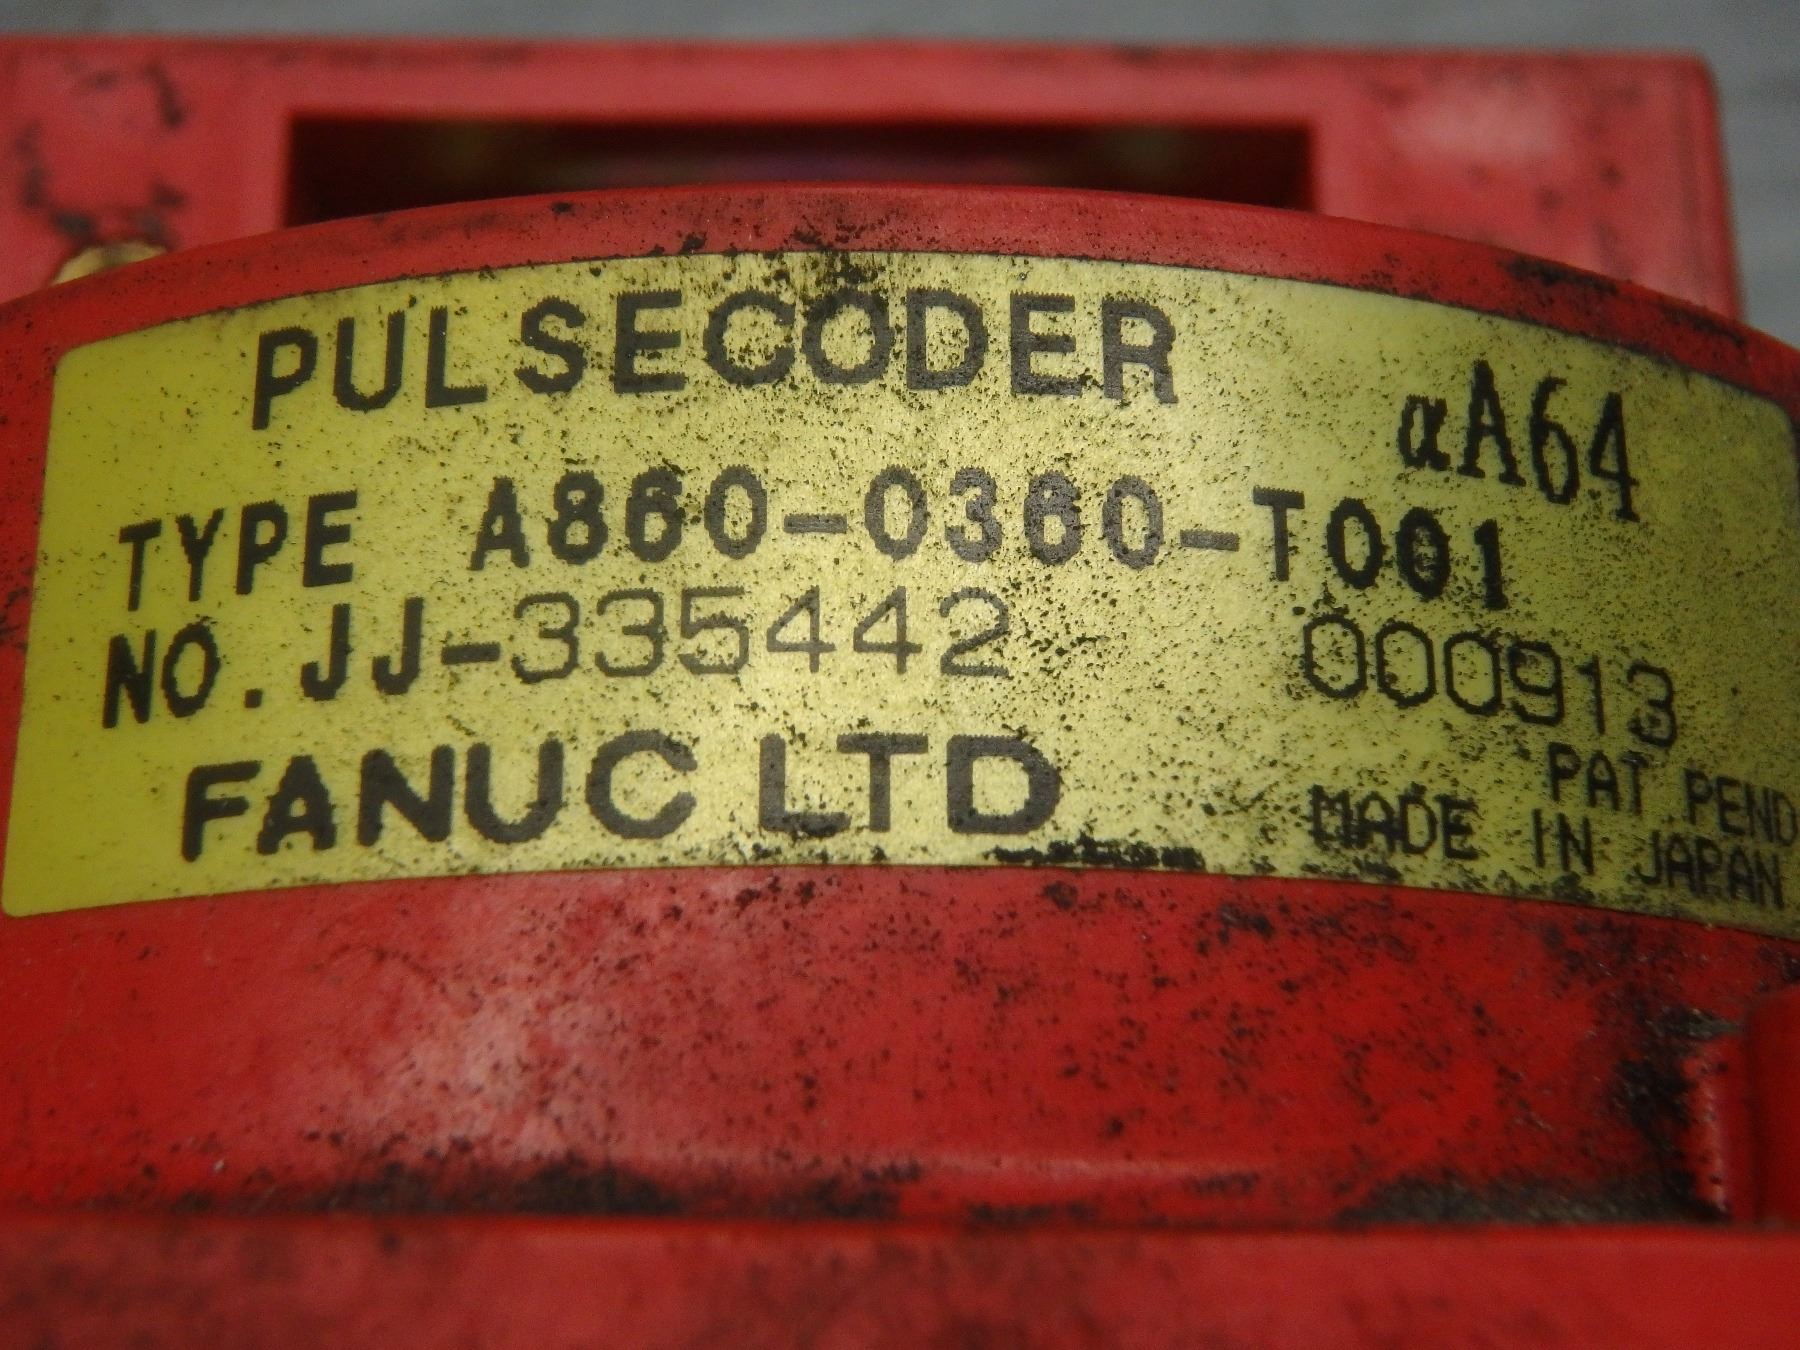 PULSECODER αA64
TYPE A860-0360-T001
NO. JJ-335442 000913
PAT PEND
FANUC LTD MADE IN JAPAN